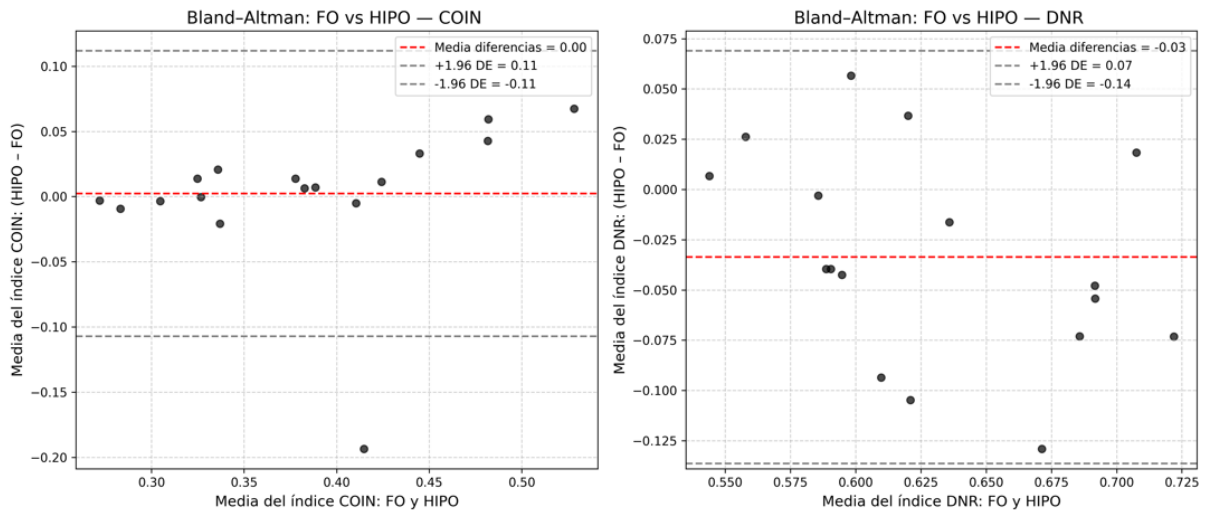 Bland–Altman: FO vs HIPO — COIN
Media diferencias = 0.00
+1.96 DE = 0.11
-1.96 DE = -0.11
Media del índice COIN: (HIPO – FO)
0.10
0.05
0.00
−0.05
−0.10
−0.15
−0.20
0.30 0.35 0.40 0.45 0.50
Media del índice COIN: FO y HIPO
Bland–Altman: FO vs HIPO — DNR
Media diferencias = -0.03
+1.96 DE = 0.07
-1.96 DE = -0.14
Media del índice DNR: (HIPO – FO)
0.075
0.050
0.025
0.000
−0.025
−0.050
−0.075
−0.100
−0.125
0.550 0.575 0.600 0.625 0.650 0.675 0.700 0.725
Media del índice DNR: FO y HIPO